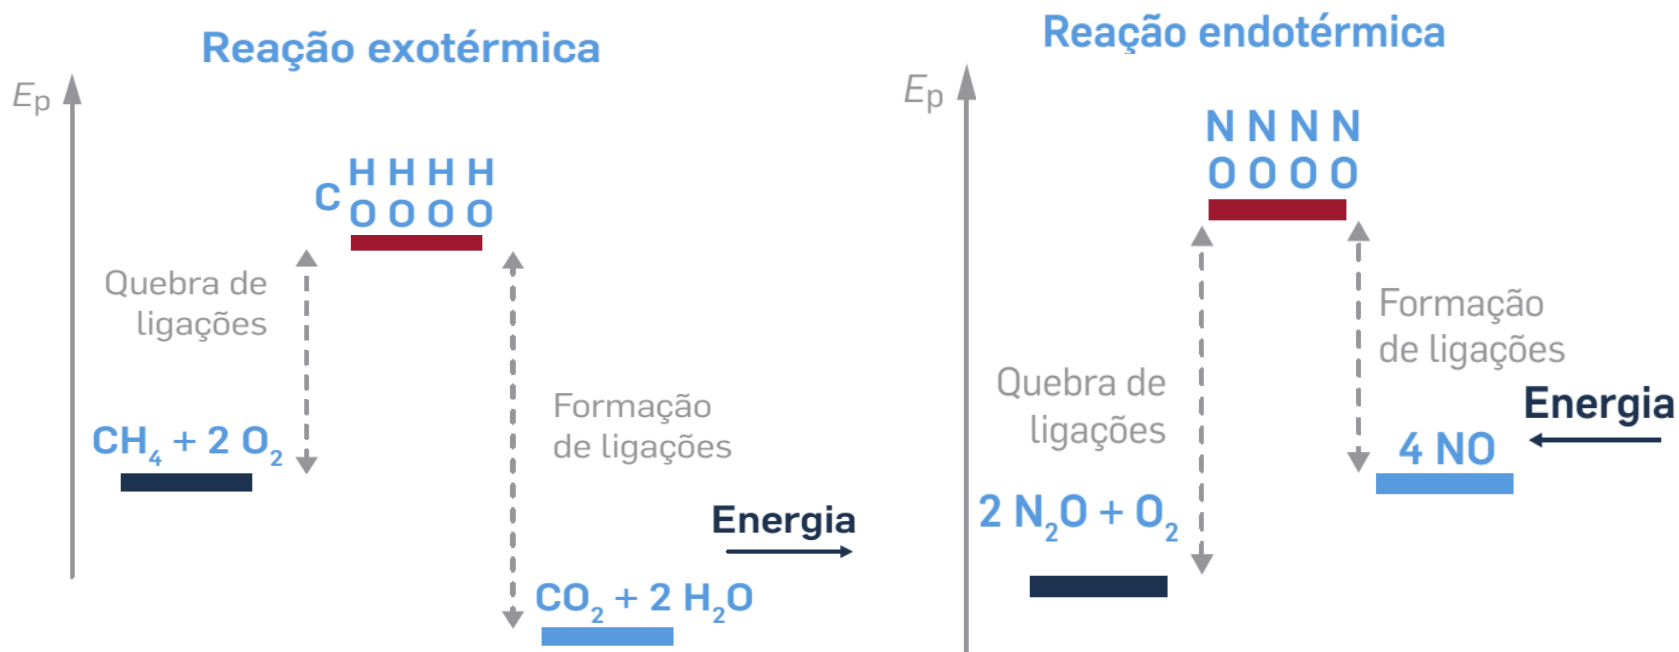 Reação exotérmica
Ep
H H H H
C
O O O O
Quebra de
ligações
CH₄ + 2 O₂
Formação
de ligações
Energia
CO₂ + 2 H₂O
Reação endotérmica
Ep
N N N N
O O O O
Quebra de
ligações
Formação
de ligações
Energia
4 NO
2 N₂O + O₂